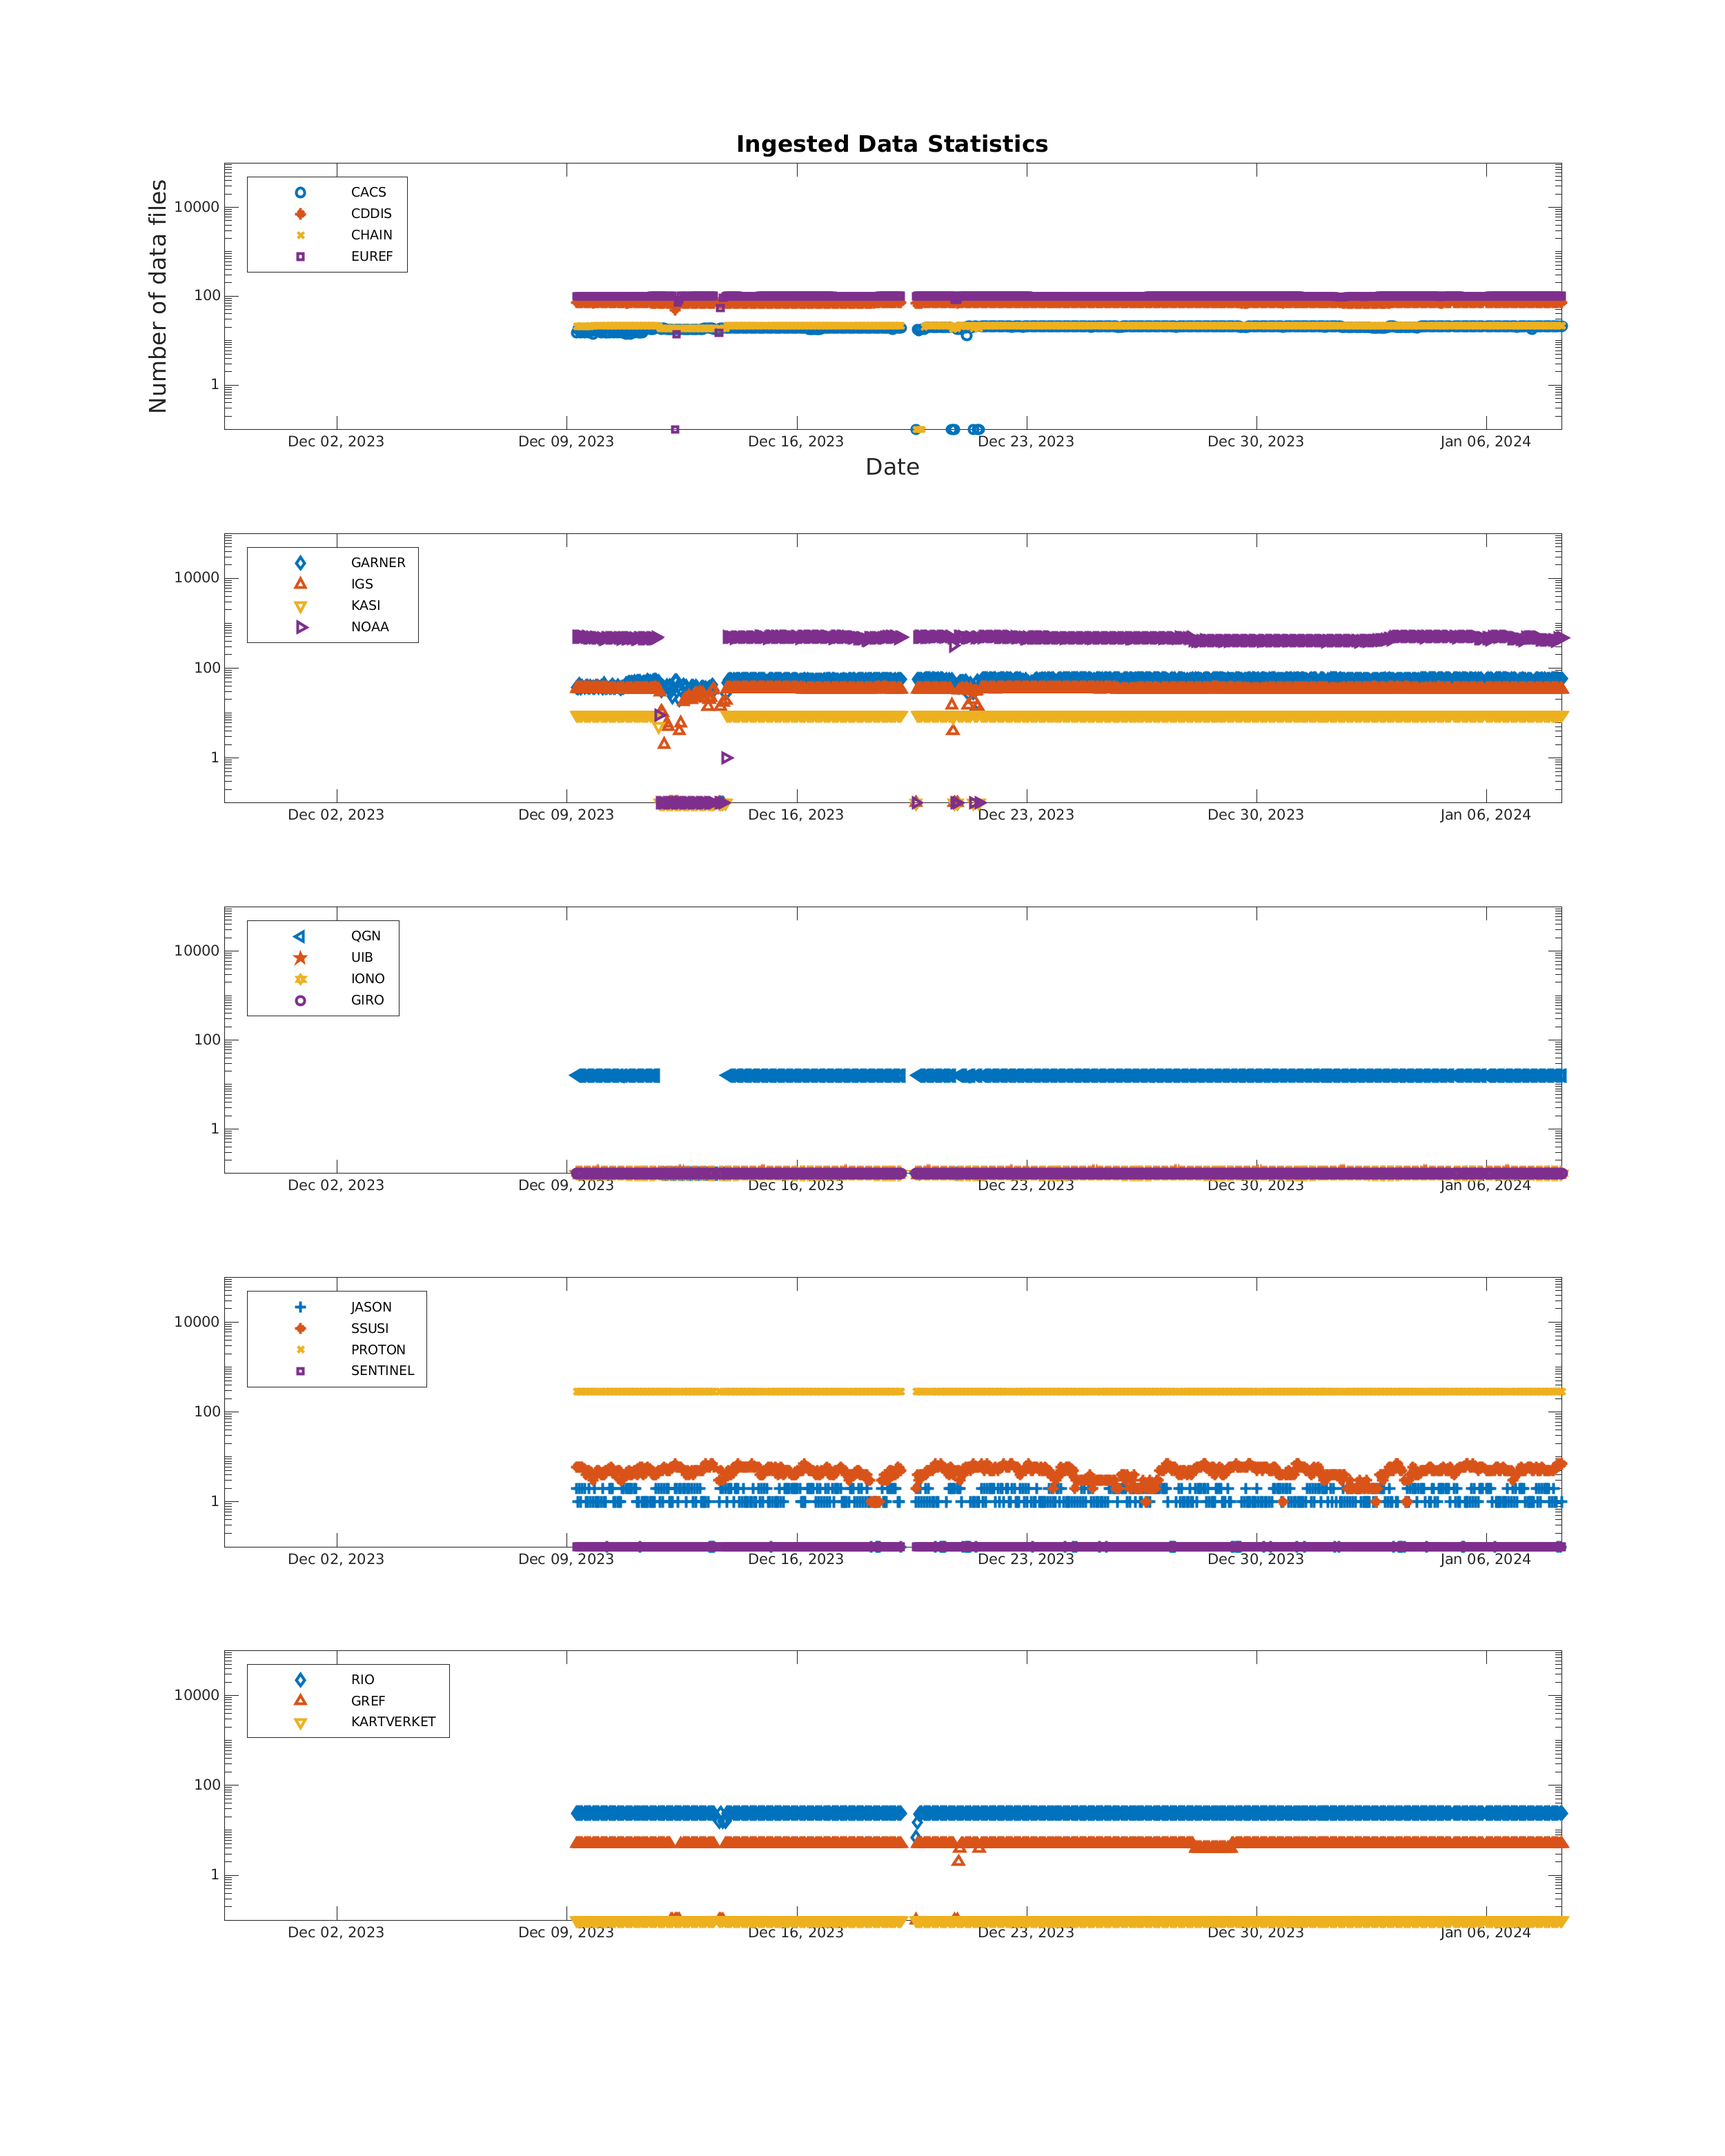 Ingested Data Statistics
Number of data files
10000
100
1
CACS
CDDIS
CHAIN
EUREF
Dec 02, 2023 Dec 09, 2023 Dec 16, 2023 Dec 23, 2023 Dec 30, 2023 Jan 06, 2024
Date
10000
100
1
GARNER
IGS
KASI
NOAA
Dec 02, 2023 Dec 09, 2023 Dec 16, 2023 Dec 23, 2023 Dec 30, 2023 Jan 06, 2024
10000
100
1
QGN
UIB
IONO
GIRO
Dec 02, 2023 Dec 09, 2023 Dec 16, 2023 Dec 23, 2023 Dec 30, 2023 Jan 06, 2024
10000
100
1
JASON
SSUSI
PROTON
SENTINEL
Dec 02, 2023 Dec 09, 2023 Dec 16, 2023 Dec 23, 2023 Dec 30, 2023 Jan 06, 2024
10000
100
1
RIO
GREF
KARTVERKET
Dec 02, 2023 Dec 09, 2023 Dec 16, 2023 Dec 23, 2023 Dec 30, 2023 Jan 06, 2024